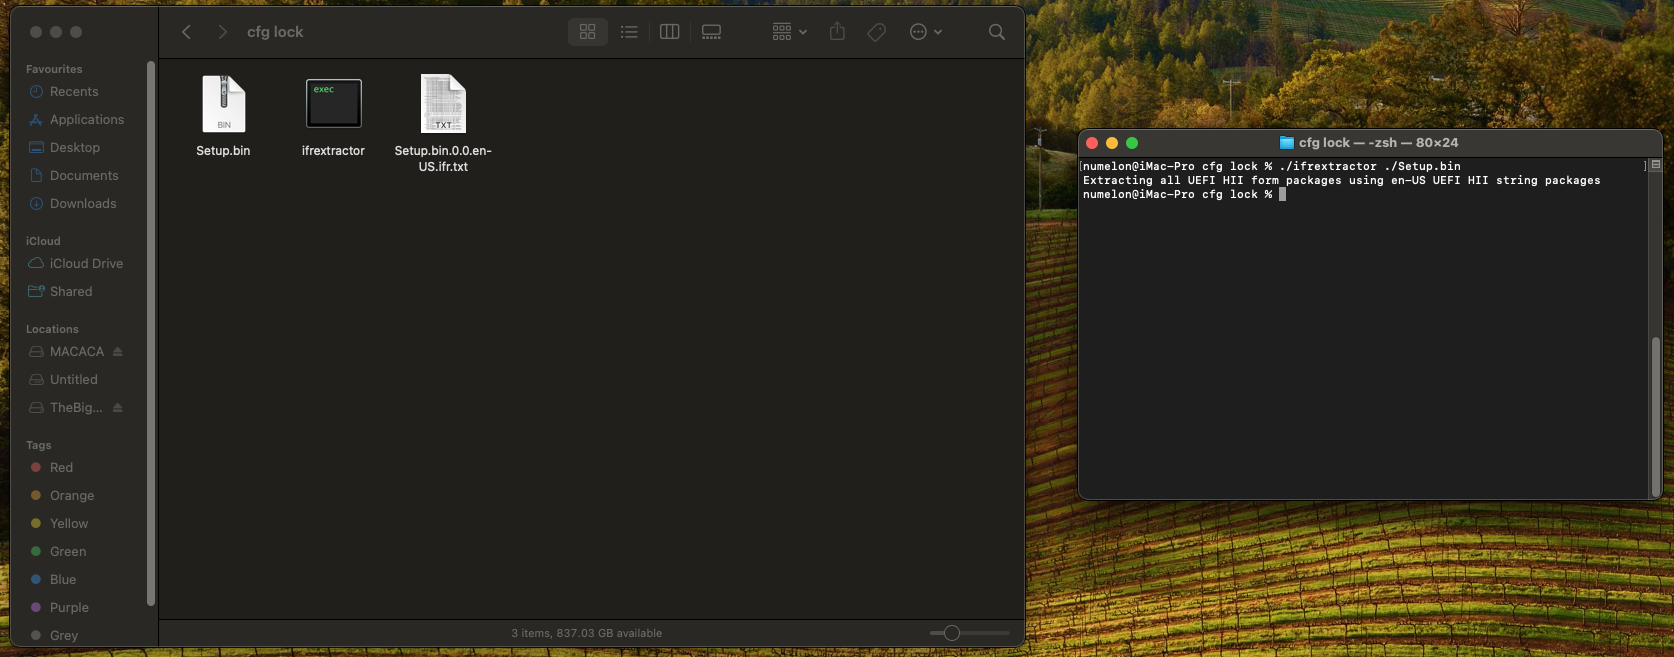 cfg lock
Favourites
Recents
Applications
Desktop
Documents
Downloads
iCloud
iCloud Drive
Shared
Locations
MACACA
Untitled
TheBig...
Tags
Red
Orange
Yellow
Green
Blue
Purple
Grey
BIN
Setup.bin
exec
ifrextractor
TXT
Setup.bin.0.0.en-
US.ifr.txt
3 items, 837.03 GB available
cfg lock — -zsh — 80×24
[numelon@iMac-Pro cfg lock % ./ifrextractor ./Setup.bin ]
Extracting all UEFI HII form packages using en-US UEFI HII string packages
numelon@iMac-Pro cfg lock %